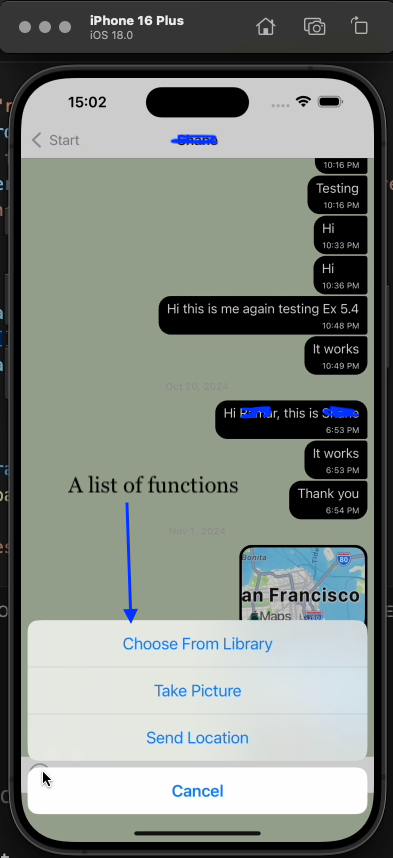 iPhone 16 Plus
iOS 18.0
15:02
Start
10:16 PM
Testing
10:16 PM
Hi
10:33 PM
Hi
10:36 PM
Hi this is me again testing Ex 5.4
10:48 PM
It works
10:49 PM
Oct 20, 2024
Hi , this is
6:53 PM
It works
6:53 PM
Thank you
6:54 PM
A list of functions
Nov 1, 2024
Bonita
Tide
80
an Francisco
Maps
Choose From Library
Take Picture
Send Location
Cancel